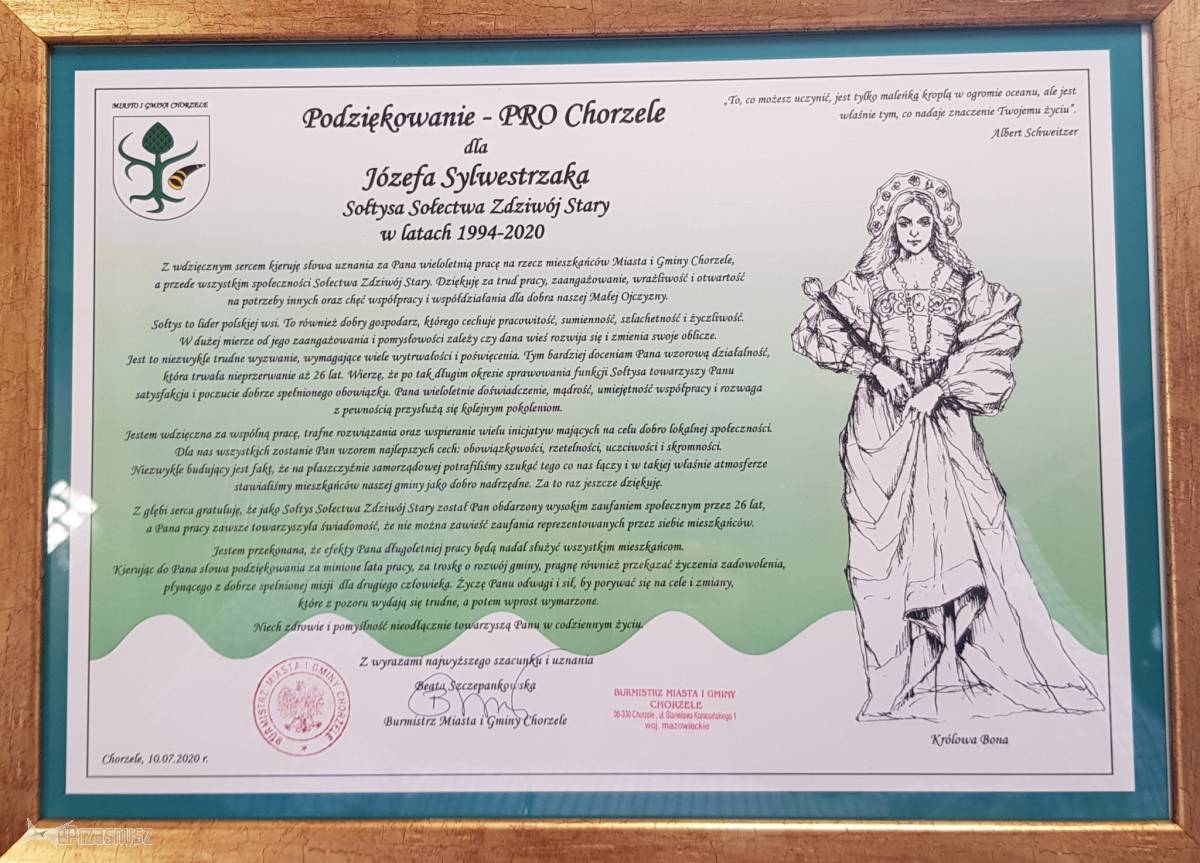 MIASTO I GMINA CHORZELE
Podziękowanie - PRO Chorzele
dla
Józefa Sylwestrzaka
Sołtysa Sołectwa Zdziwój Stary
w latach 1994-2020
„To, co możesz uczynić, jest tylko maleńką kroplą w ogromie oceanu, ale jest
właśnie tym, co nadaje znaczenie Twojemu życiu”.
Albert Schweitzer
Z wdzięcznym sercem kieruję słowa uznania za Pana wieloletnią pracę na rzecz mieszkańców Miasta i Gminy Chorzele,
a przede wszystkim społeczności Sołectwa Zdziwój Stary. Dziękuję za trud pracy, zaangażowanie, wrażliwość i otwartość
na potrzeby innych oraz chęć współpracy i współdziałania dla dobra naszej Małej Ojczyzny.
Sołtys to lider polskiej wsi. To również dobry gospodarz, którego cechuje pracowitość, sumienność, szlachetność i życzliwość.
W dużej mierze od jego zaangażowania i pomysłowości zależy czy dana wieś rozwija się i zmienia swoje oblicze.
Jest to niezwykle trudne wyzwanie, wymagające wiele wytrwałości i poświęcenia. Tym bardziej doceniam Pana wzorową działalność,
która trwała nieprzerwanie aż 26 lat. Wierzę, że po tak długim okresie sprawowania funkcji Sołtysa towarzyszy Panu
satysfakcja i poczucie dobrze spełnionego obowiązku. Pana wieloletnie doświadczenie, mądrość, umiejętność współpracy i rozwaga
z pewnością przysłużą się kolejnym pokoleniom.
Jestem wdzięczna za wspólną pracę, trafne rozwiązania oraz wspieranie wielu inicjatyw mających na celu dobro lokalnej społeczności.
Dla nas wszystkich zostanie Pan wzorem najlepszych cech: obowiązkowości, rzetelności, uczciwości i skromności.
Niezwykle budujący jest fakt, że na płaszczyźnie samorządowej potrafiliśmy szukać tego co nas łączy i w takiej właśnie atmosferze
stawialiśmy mieszkańców naszej gminy jako dobro nadrzędne. Za to raz jeszcze dziękuję.
Z głębi serca gratuluję, że jako Sołtys Sołectwa Zdziwój Stary został Pan obdarzony wysokim zaufaniem społecznym przez 26 lat,
a Pana pracy zawsze towarzyszyła świadomość, że nie można zawieść zaufania reprezentowanych przez siebie mieszkańców.
Jestem przekonana, że efekty Pana długoletniej pracy będą nadal służyć wszystkim mieszkańcom.
Kierując do Pana słowa podziękowania za minione lata pracy, za troskę o rozwój gminy, pragnę również przekazać życzenia zadowolenia,
płynącego z dobrze spełnionej misji dla drugiego człowieka. Życzę Panu odwagi i sił, by porywać się na cele i zmiany,
które z pozoru wydają się trudne, a potem wprost wymarzone.
Niech zdrowie i pomyślność nieodłącznie towarzyszą Panu w codziennym życiu.
Z wyrazami najwyższego szacunku i uznania
Beata Szczepankowska
Burmistrz Miasta i Gminy Chorzele
BURMISTRZ MIASTA I GMINY CHORZELE
BURMISTRZ MIASTA I GMINY
CHORZELE
06-330 Chorzele, ul. Stanisława Komosińskiego 1
woj. mazowieckie
Królowa Bona
Chorzele, 10.07.2020 r.
ePrzasnysz